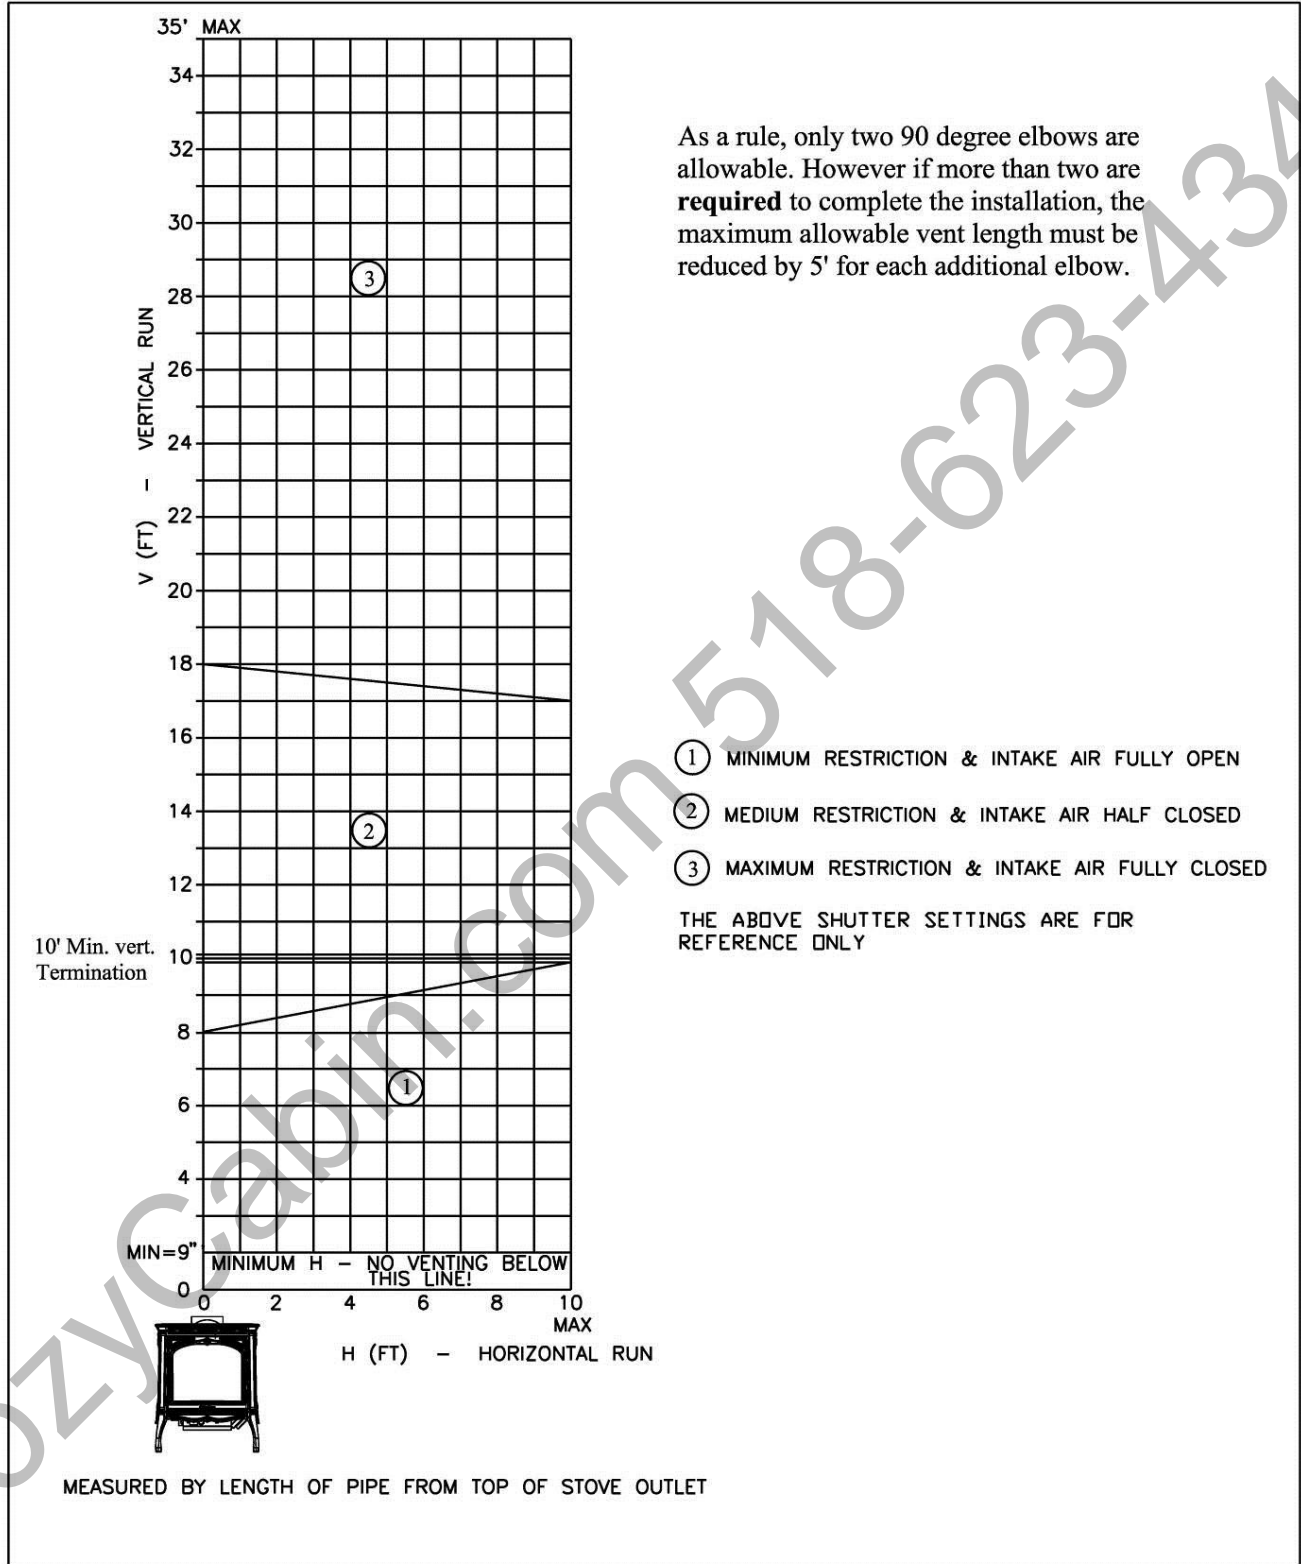 35' MAX
34
32
30
28
26
24
22
20
18
16
14
12
10
8
6
4
MIN=9"
0
V (FT) - VERTICAL RUN
10' Min. vert.
Termination
3
2
1
MINIMUM H - NO VENTING BELOW
THIS LINE!
0 2 4 6 8 10
MAX
H (FT) - HORIZONTAL RUN
As a rule, only two 90 degree elbows are
allowable. However if more than two are
required to complete the installation, the
maximum allowable vent length must be
reduced by 5' for each additional elbow.
1 MINIMUM RESTRICTION & INTAKE AIR FULLY OPEN
2 MEDIUM RESTRICTION & INTAKE AIR HALF CLOSED
3 MAXIMUM RESTRICTION & INTAKE AIR FULLY CLOSED
THE ABOVE SHUTTER SETTINGS ARE FOR
REFERENCE ONLY
MEASURED BY LENGTH OF PIPE FROM TOP OF STOVE OUTLET
ozyCabin.com 518-623-434